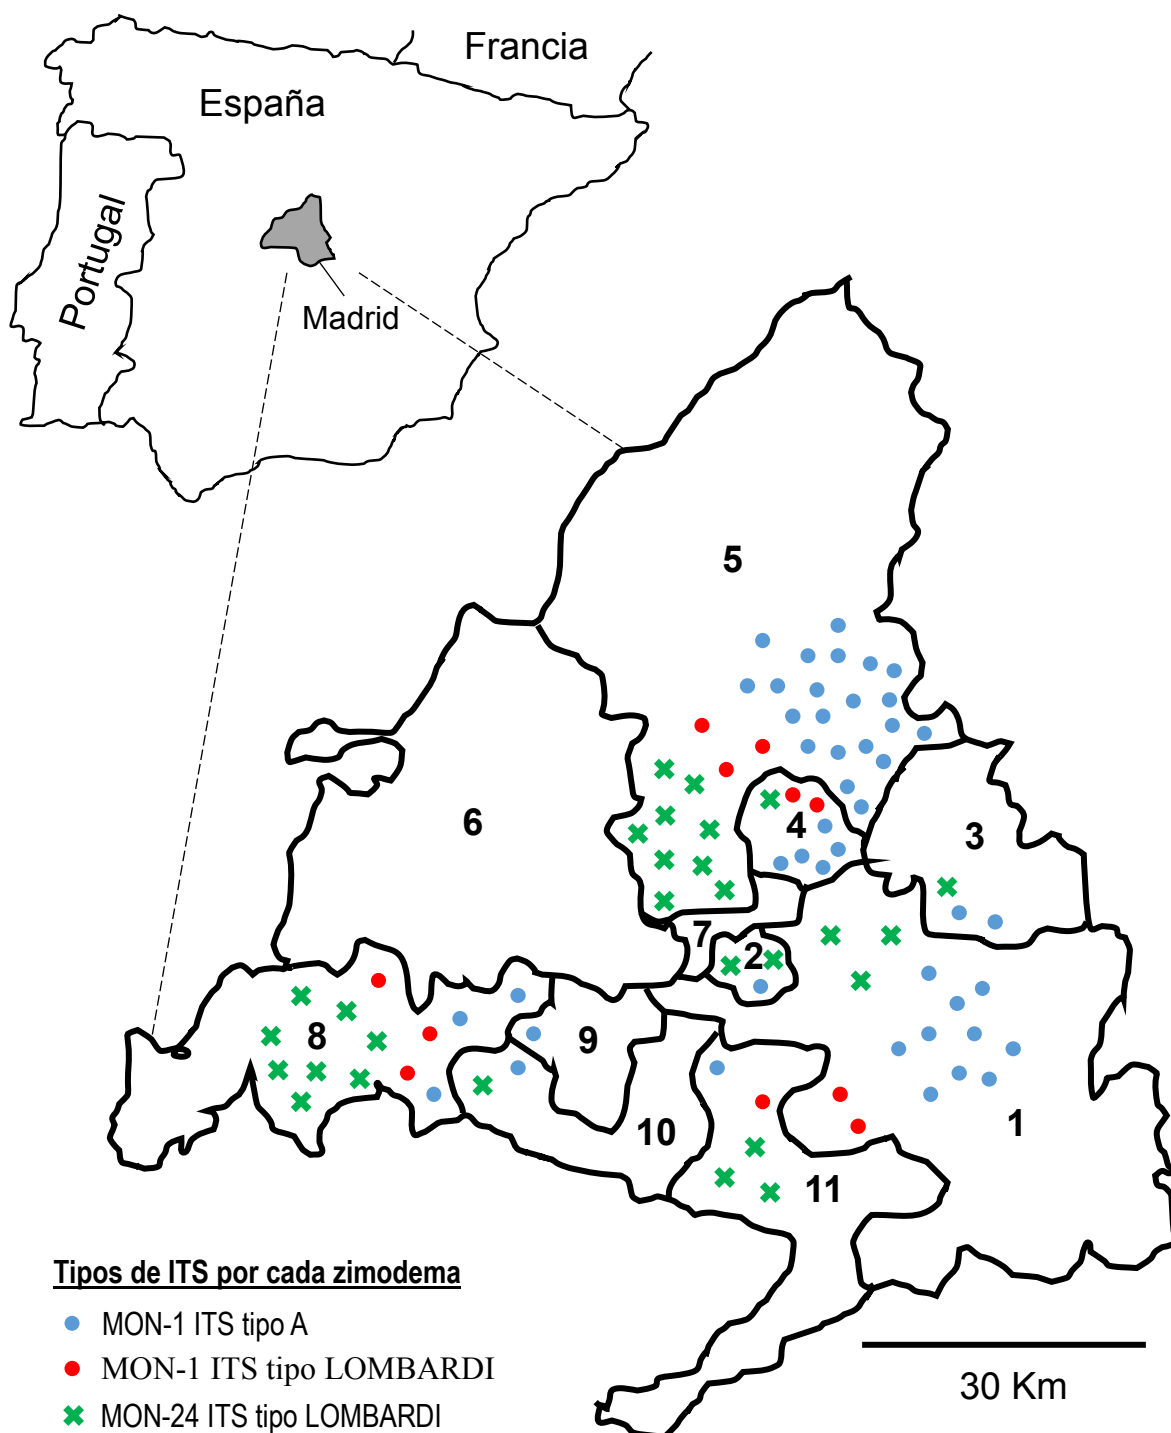 Francia
España
Portugal
Madrid
5
6
4
3
7
2
8
9
10
1
11
Tipos de ITS por cada zimodema
MON-1 ITS tipo A
MON-1 ITS tipo LOMBARDI
MON-24 ITS tipo LOMBARDI
30 Km